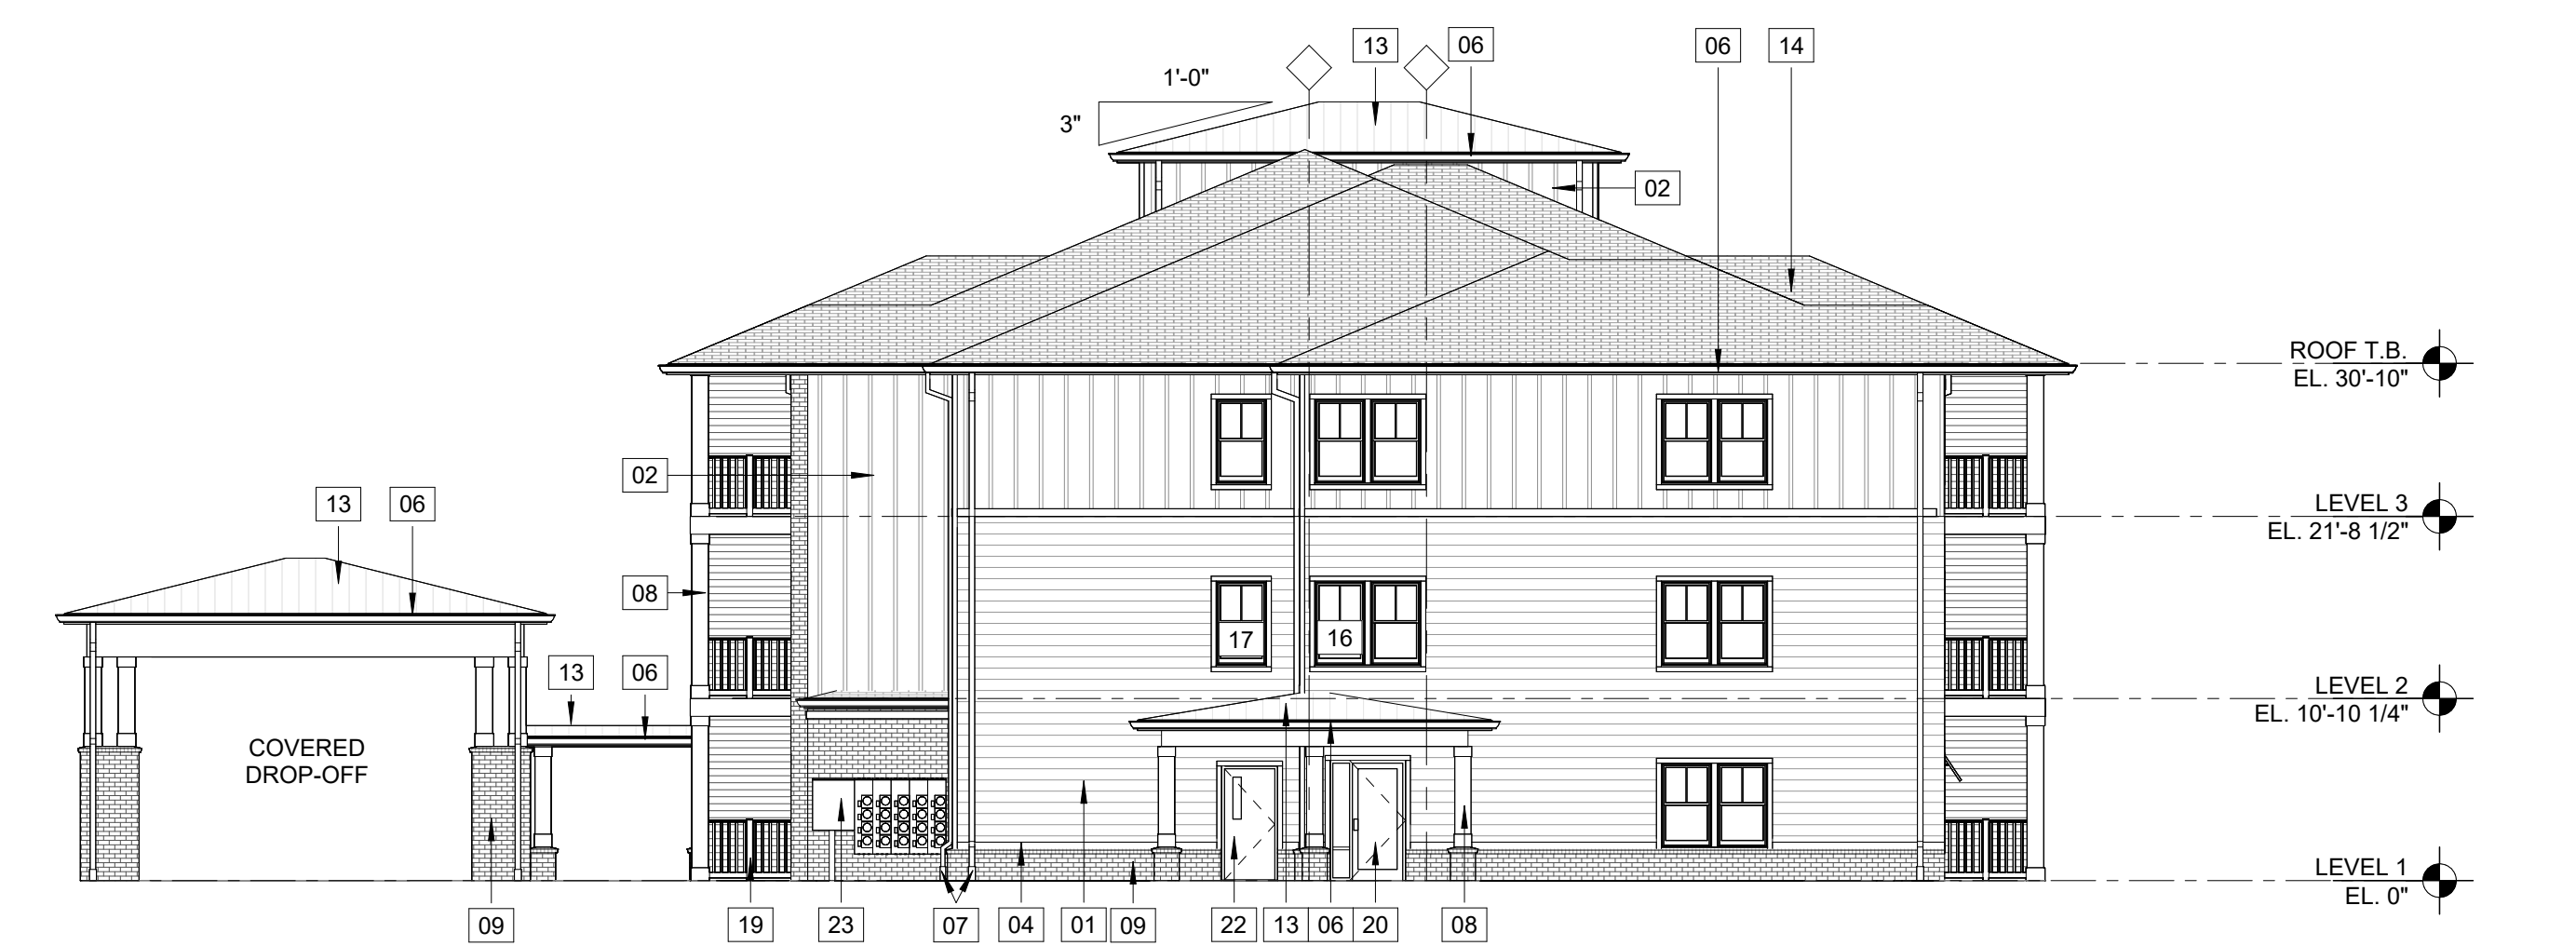 13
06
06
14
1'-0"
3"
02
ROOF T.B.
EL. 30'-10"
02
13
06
LEVEL 3
EL. 21'-8 1/2"
08
17
16
13
06
LEVEL 2
EL. 10'-10 1/4"
COVERED
DROP-OFF
LEVEL 1
EL. 0"
09
19
23
07
04
01
09
22
13
06
20
08